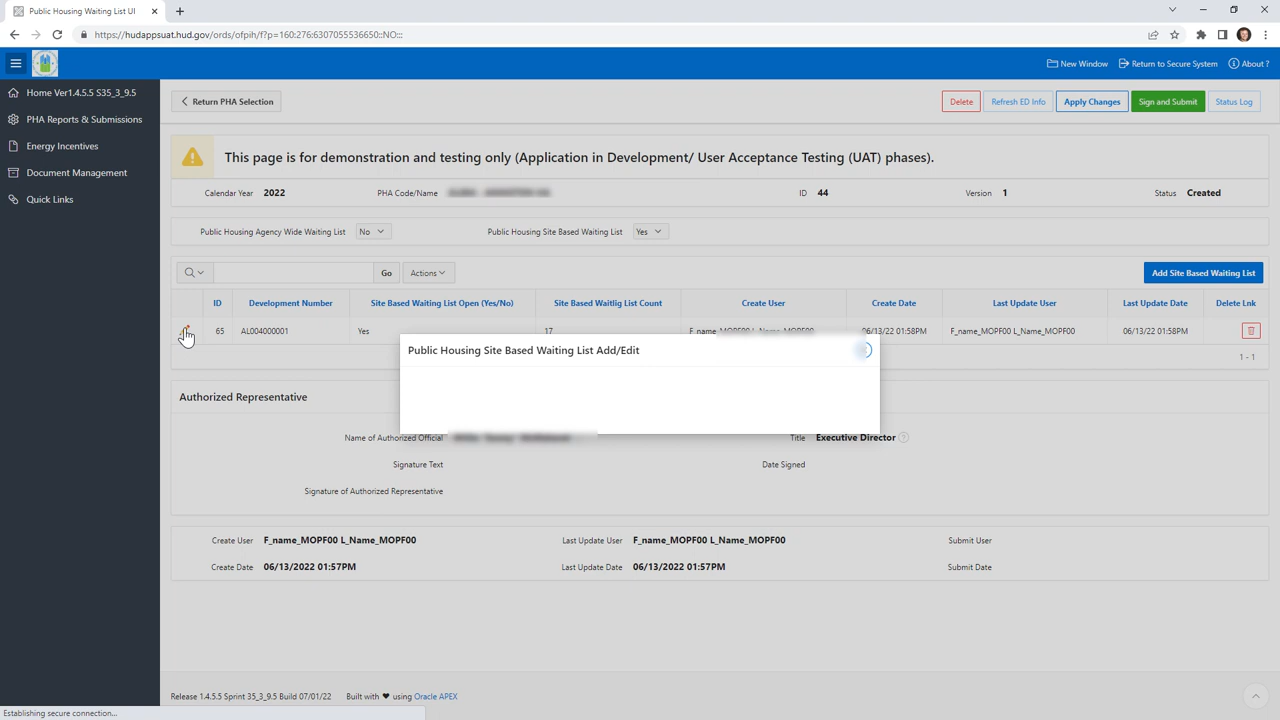 Public Housing Waiting List UI
https://hudappsuat.hud.gov/ords/ofpih/f?p=160:276:6307055536650::NO:::
New Window
Return to Secure System
About ?
Home Ver1.4.5.5 S35_3_9.5
PHA Reports & Submissions
Energy Incentives
Document Management
Quick Links
Return PHA Selection
Delete
Refresh ED Info
Apply Changes
Sign and Submit
Status Log
This page is for demonstration and testing only (Application in Development/ User Acceptance Testing (UAT) phases).
Calendar Year 2022 PHA Code/Name ID 44 Version 1 Status Created
Public Housing Agency Wide Waiting List No Public Housing Site Based Waiting List Yes
Go Actions Add Site Based Waiting List
ID Development Number Site Based Waiting List Open (Yes/No) Site Based Waitlig List Count Create User Create Date Last Update User Last Update Date Delete Lnk
65 AL004000001 Yes 17 F_name_MOPF00 L_Name_MOPF00 06/13/22 01:58PM F_name_MOPF00 L_Name_MOPF00 06/13/22 01:58PM
1 - 1
Public Housing Site Based Waiting List Add/Edit
Authorized Representative
Name of Authorized Official Title Executive Director
Signature Text Date Signed
Signature of Authorized Representative
Create User F_name_MOPF00 L_Name_MOPF00 Last Update User F_name_MOPF00 L_Name_MOPF00 Submit User
Create Date 06/13/2022 01:57PM Last Update Date 06/13/2022 01:57PM Submit Date
Release 1.4.5.5 Sprint 35_3_9.5 Build 07/01/22 Built with ❤ using Oracle APEX
Establishing secure connection...